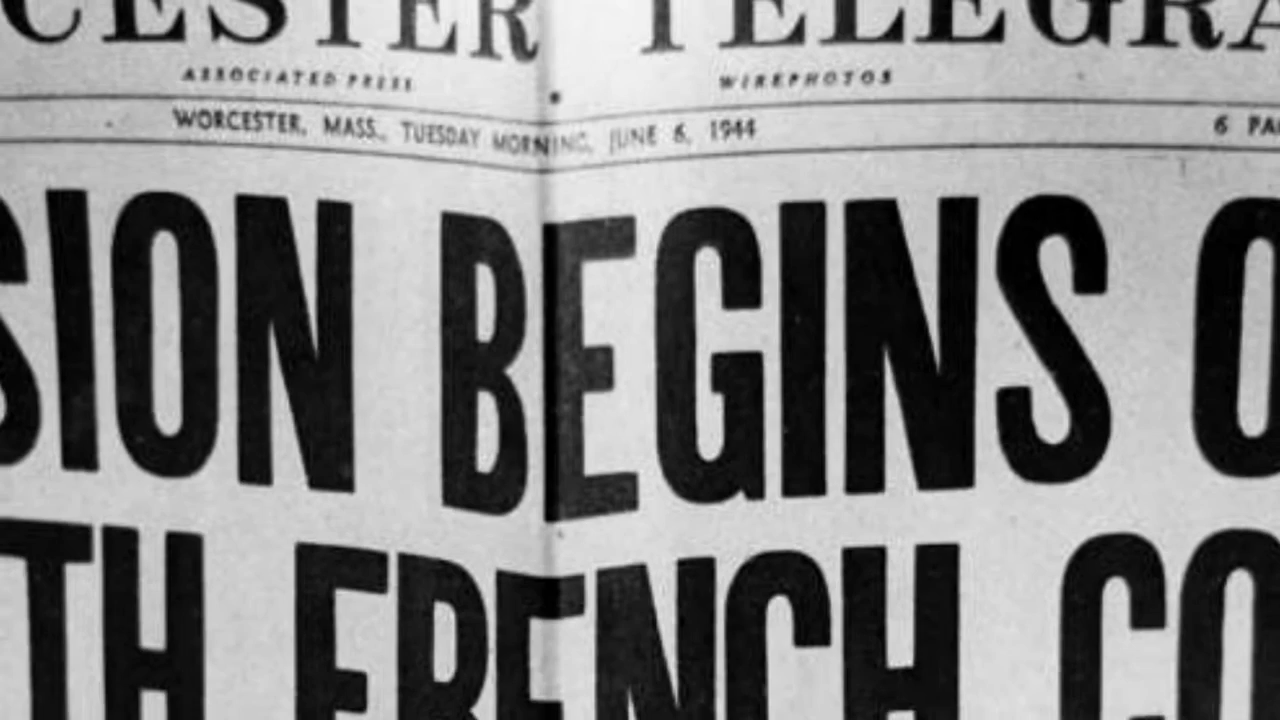 CESTER TELEGRA
ASSOCIATED PRESS WIREPHOTOS
WORCESTER, MASS., TUESDAY MORNING, JUNE 6, 1944 6 PA
SION BEGINS O
TH FRENCH CO